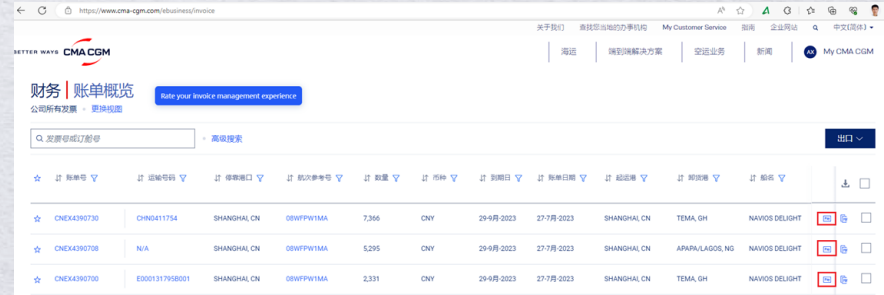 https://www.cma-cgm.com/ebusiness/invoice
关于我们 查找您当地的办事机构 My Customer Service 指南 企业网站 中文(简体)
BETTER WAYS CMA CGM 海运 端到端解决方案 空运业务 新闻 AX My CMA CGM
财务 账单概览
Rate your invoice management experience
公司所有发票 更换视图
发票号或订舱号 高级搜索 出口
账单号 运输号码 停靠港口 航次参考号 数量 币种 到期日 账单日期 起运港 卸货港 船名
CNEX4390730 CHN0411754 SHANGHAI, CN 08WFPW1MA 7,366 CNY 29-9月-2023 27-7月-2023 SHANGHAI, CN TEMA, GH NAVIOS DELIGHT
CNEX4390708 N/A SHANGHAI, CN 08WFPW1MA 5,295 CNY 29-9月-2023 27-7月-2023 SHANGHAI, CN APAPA/LAGOS, NG NAVIOS DELIGHT
CNEX4390700 E000131795B001 SHANGHAI, CN 08WFPW1MA 2,331 CNY 29-9月-2023 27-7月-2023 SHANGHAI, CN TEMA, GH NAVIOS DELIGHT